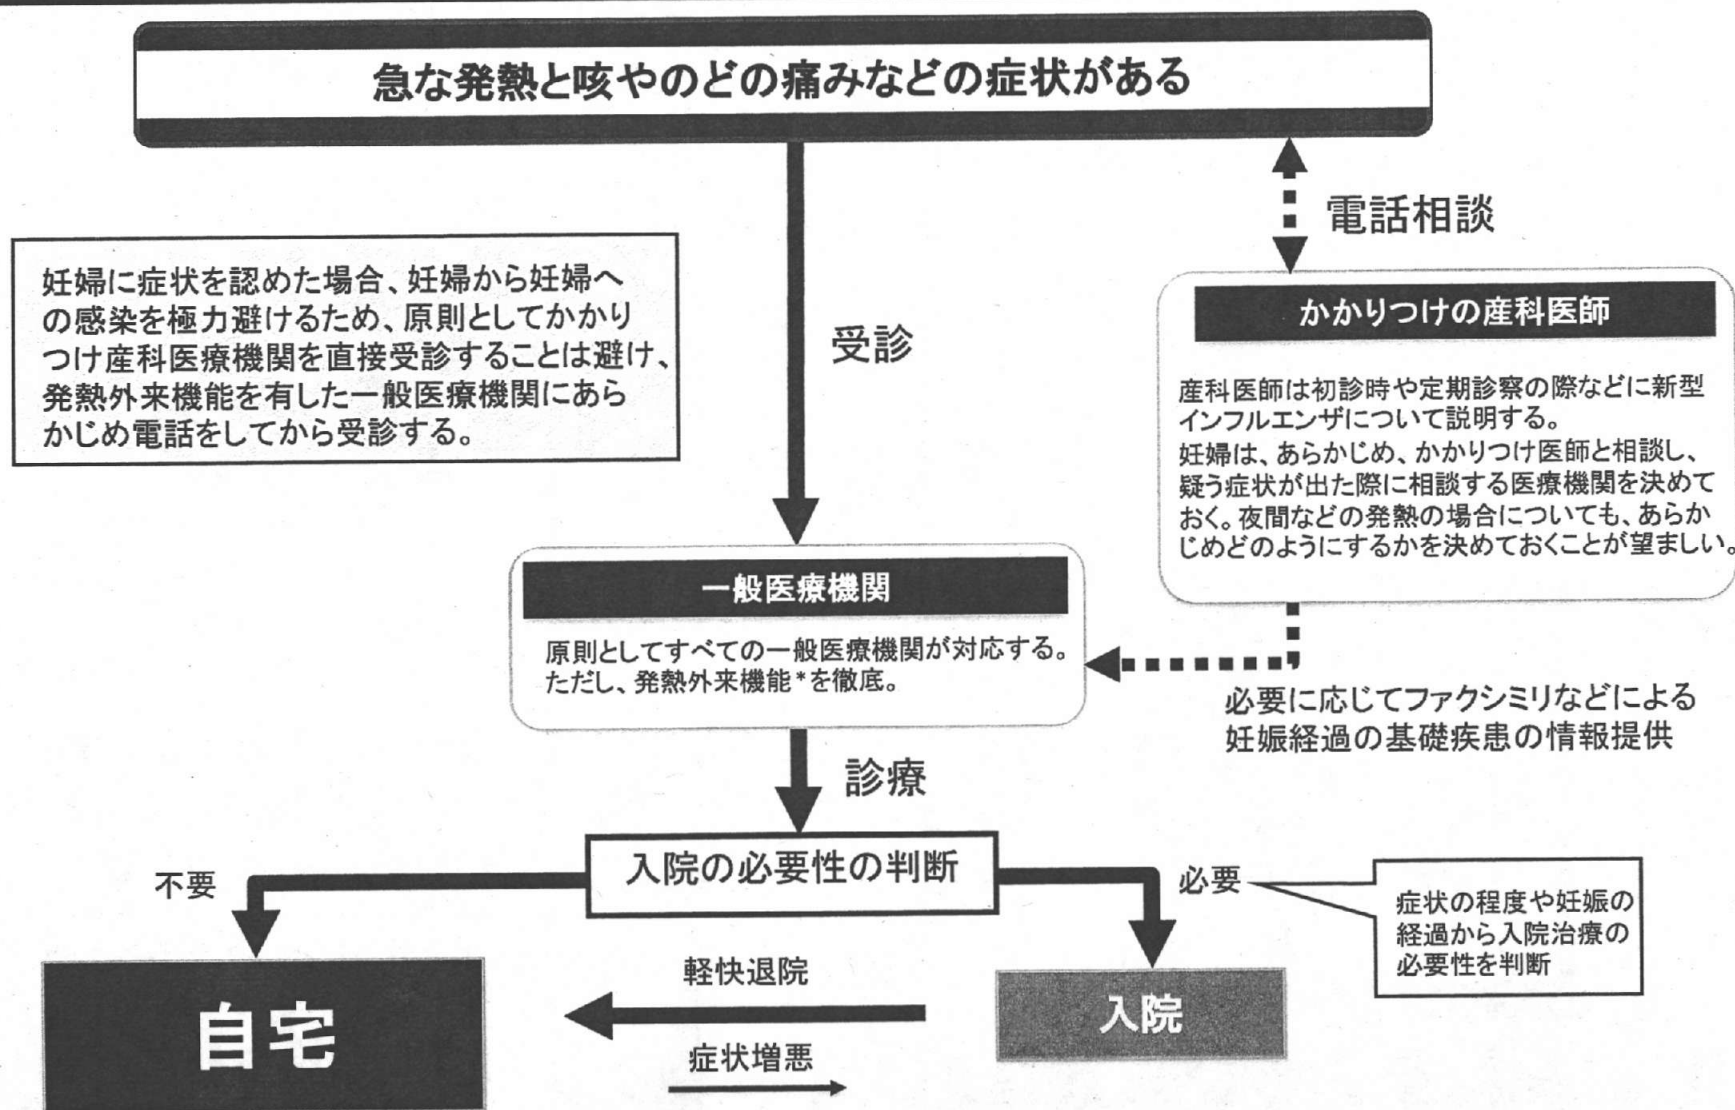 急な発熱と咳やのどの痛みなどの症状がある
電話相談
妊婦に症状を認めた場合、妊婦から妊婦へ
の感染を極力避けるため、原則としてかかり
つけ産科医療機関を直接受診することは避け、
発熱外来機能を有した一般医療機関にあら
かじめ電話をしてから受診する。
受診
かかりつけの産科医師
産科医師は初診時や定期診察の際などに新型
インフルエンザについて説明する。
妊婦は、あらかじめ、かかりつけ医師と相談し、
疑う症状が出た際に相談する医療機関を決めて
おく。夜間などの発熱の場合についても、あらか
じめどのようにするかを決めておくことが望ましい。
一般医療機関
原則としてすべての一般医療機関が対応する。
ただし、発熱外来機能*を徹底。
必要に応じてファクシミリなどによる
妊娠経過の基礎疾患の情報提供
診療
入院の必要性の判断
不要
必要
症状の程度や妊娠の
経過から入院治療の
必要性を判断
自宅
軽快退院
症状増悪
入院